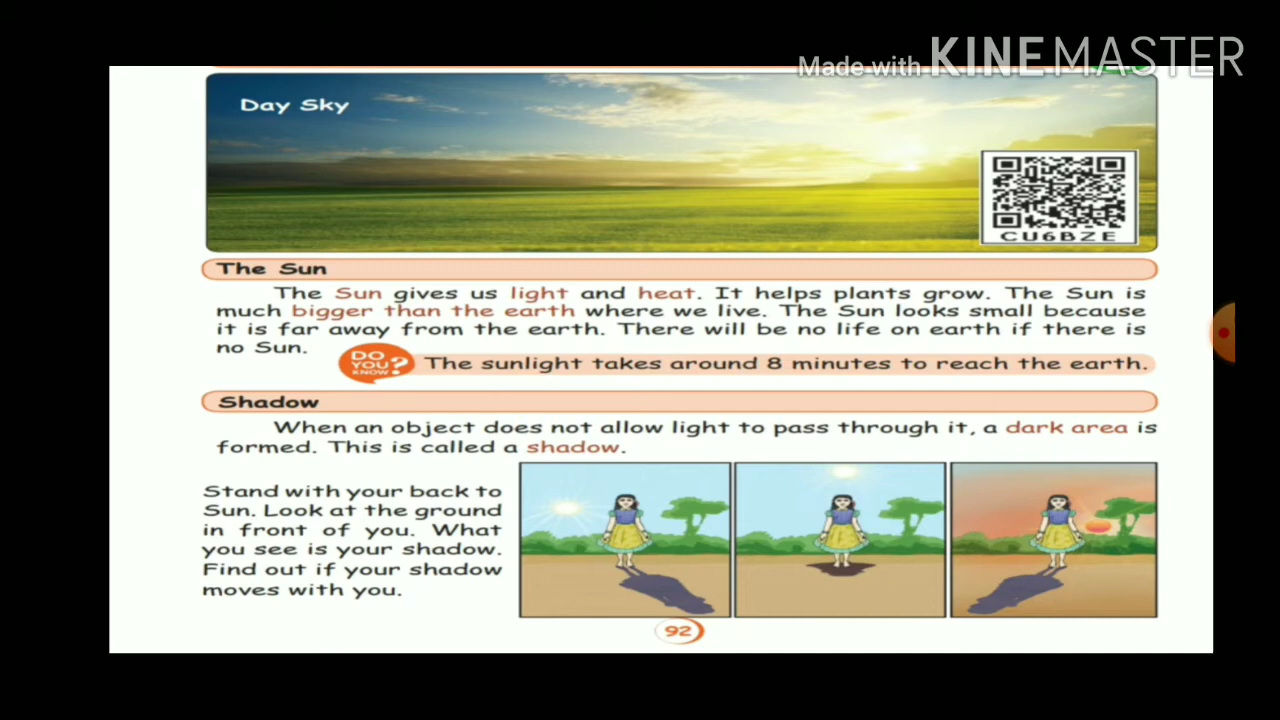 Made with KINEMASTER
Day Sky
CU6BZE
The Sun
The Sun gives us light and heat. It helps plants grow. The Sun is
much bigger than the earth where we live. The Sun looks small because
it is far away from the earth. There will be no life on earth if there is
no Sun.
DO
YOU
KNOW?
The sunlight takes around 8 minutes to reach the earth.
Shadow
When an object does not allow light to pass through it, a dark area is
formed. This is called a shadow.
Stand with your back to
Sun. Look at the ground
in front of you. What
you see is your shadow.
Find out if your shadow
moves with you.
92